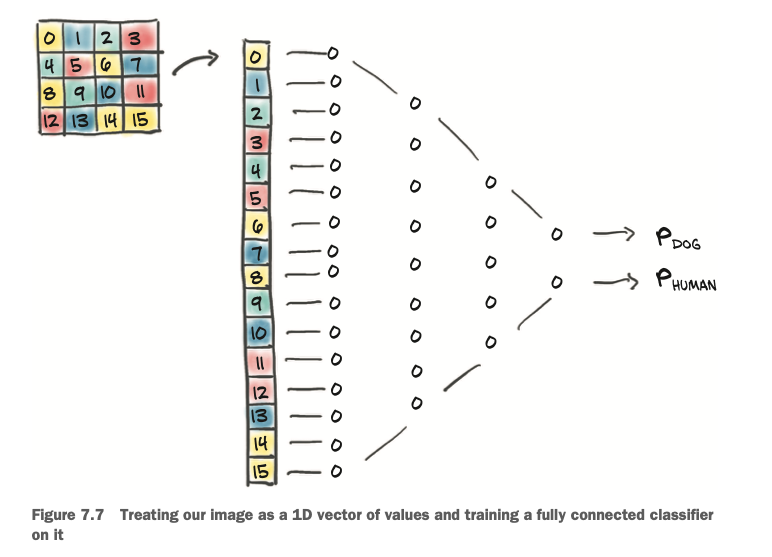 0 1 2 3
4 5 6 7
8 9 10 11
12 13 14 15
0
1
2
3
4
5
6
7
8
9
10
11
12
13
14
15
P DOG
P HUMAN
Figure 7.7 Treating our image as a 1D vector of values and training a fully connected classifier
on it